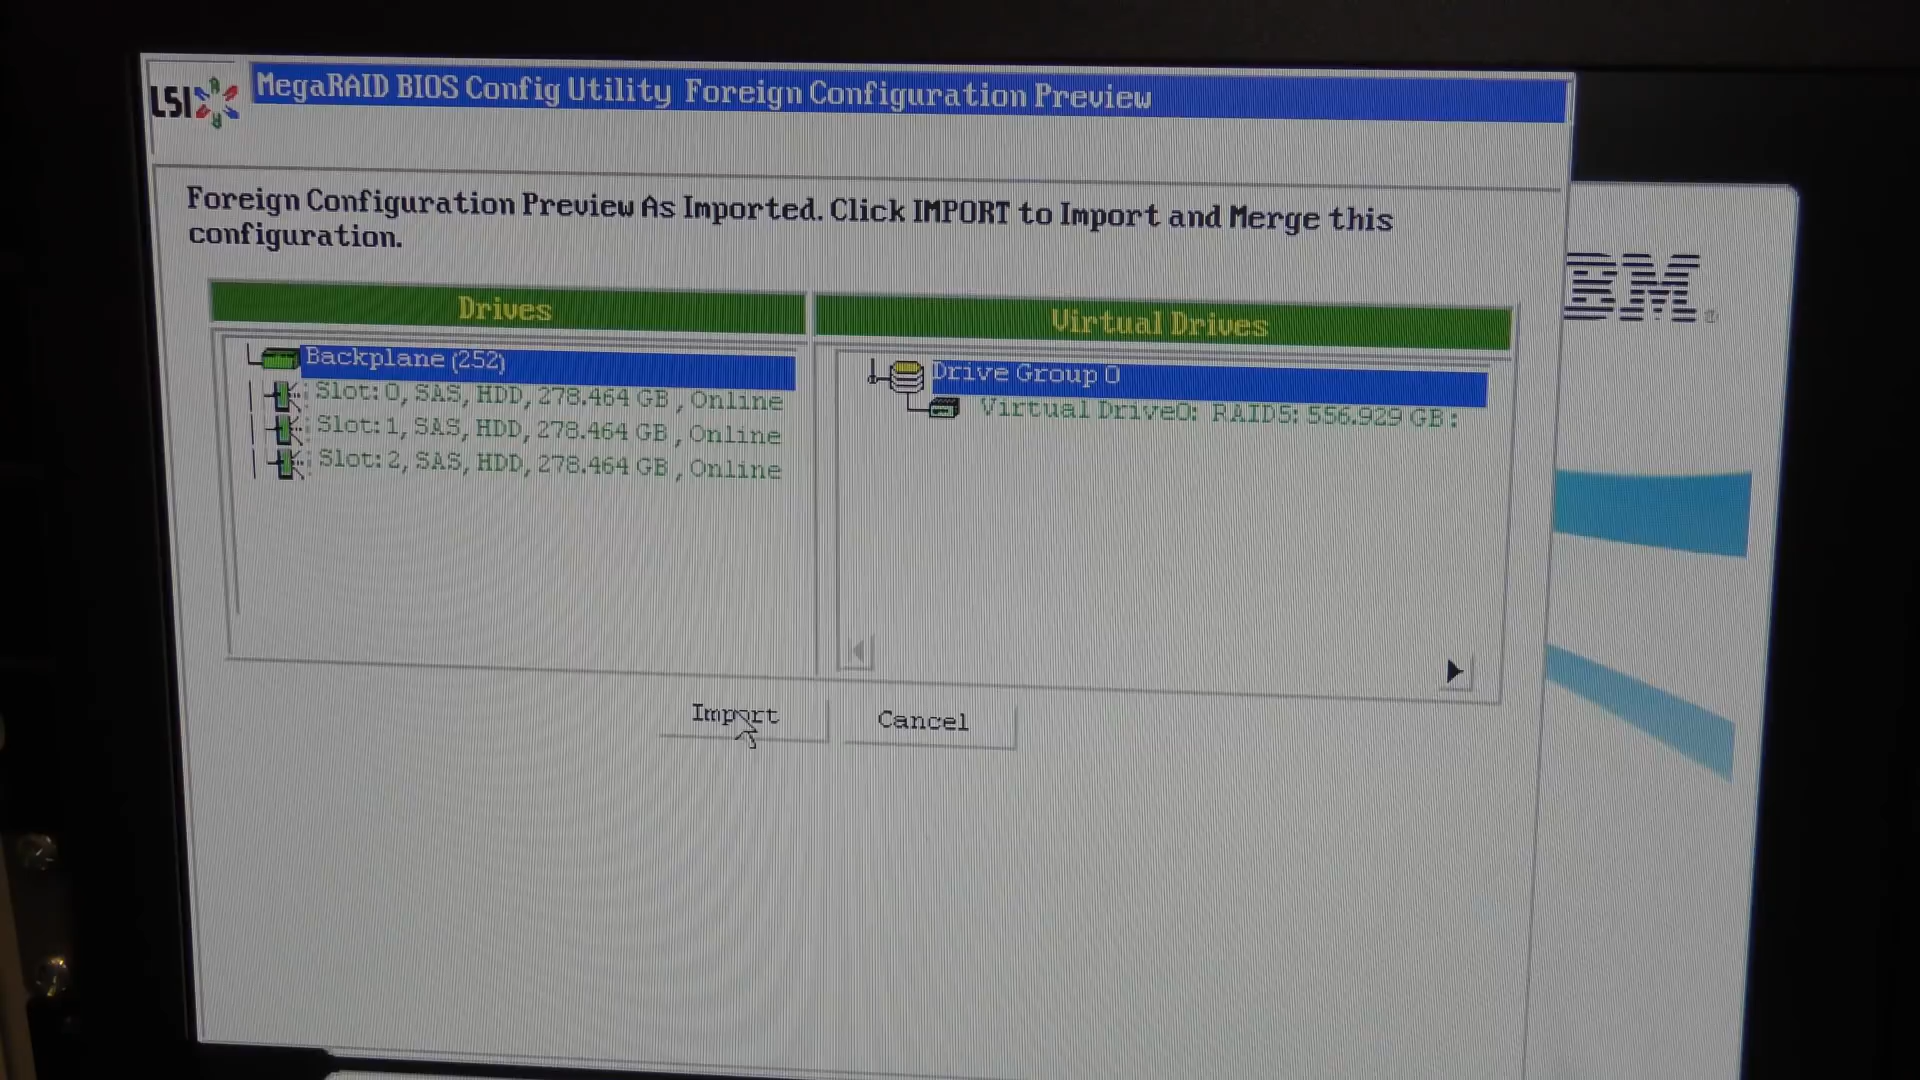 LSI
MegaRAID BIOS Config Utility Foreign Configuration Preview
Foreign Configuration Preview As Imported. Click IMPORT to Import and Merge this
configuration.
Drives
Backplane (252)
Slot: 0, SAS, HDD, 278.464 GB , Online
Slot: 1, SAS, HDD, 278.464 GB , Online
Slot: 2, SAS, HDD, 278.464 GB , Online
Virtual Drives
Drive Group 0
Virtual Drive0: RAID5: 556.929 GB :
Import
Cancel
BM